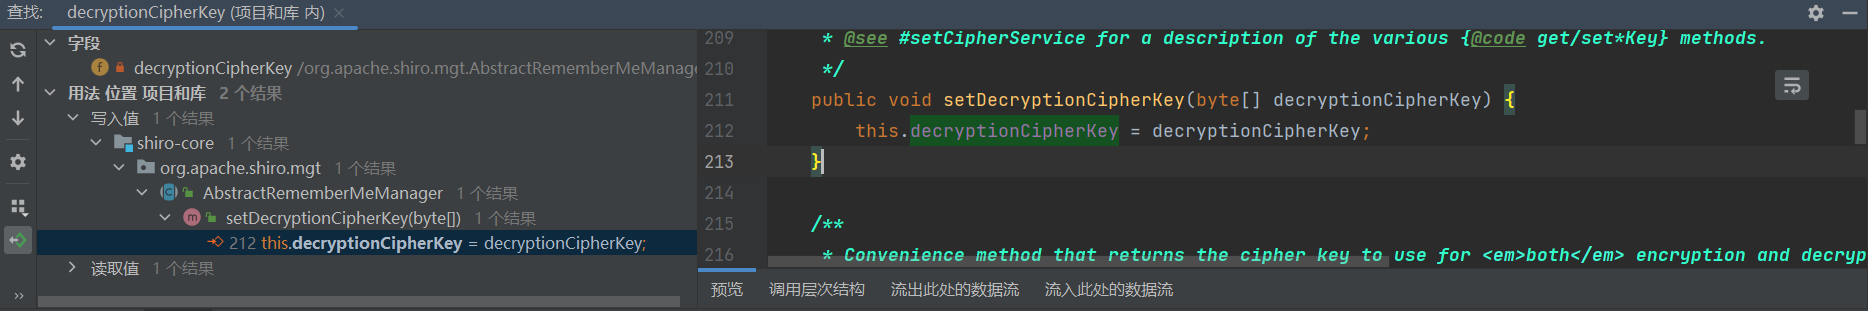 查找: decryptionCipherKey (项目和库 内) ×
字段
f decryptionCipherKey /org.apache.shiro.mgt.AbstractRememberMeManage
用法 位置 项目和库 2 个结果
写入值 1 个结果
shiro-core 1 个结果
org.apache.shiro.mgt 1 个结果
C AbstractRememberMeManager 1 个结果
m setDecryptionCipherKey(byte[]) 1 个结果
212 this.decryptionCipherKey = decryptionCipherKey;
读取值 1 个结果
»
209 * @see #setCipherService for a description of the various {@code get/set*Key} methods.
210 */
211 public void setDecryptionCipherKey(byte[] decryptionCipherKey) {
212 this.decryptionCipherKey = decryptionCipherKey;
213 }
214
215 /**
216 * Convenience method that returns the cipher key to use for <em>both</em> encryption and decryp
预览 调用层次结构 流出此处的数据流 流入此处的数据流